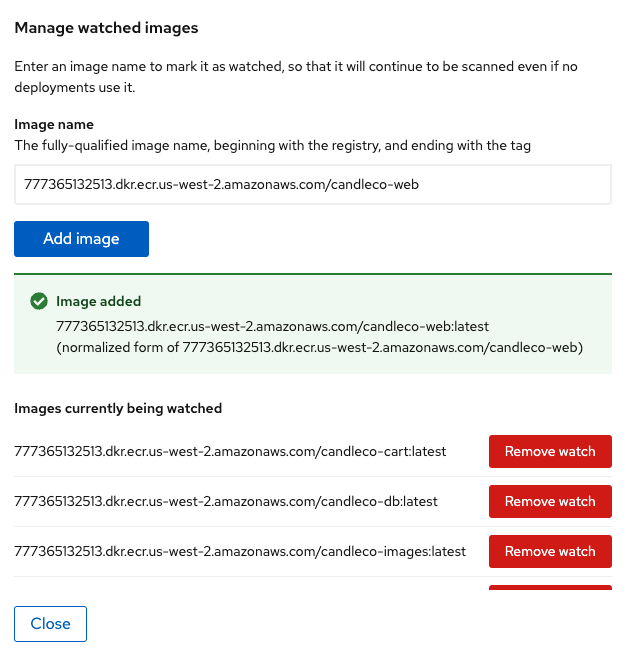 Manage watched images
Enter an image name to mark it as watched, so that it will continue to be scanned even if no
deployments use it.
Image name
The fully-qualified image name, beginning with the registry, and ending with the tag
777365132513.dkr.ecr.us-west-2.amazonaws.com/candleco-web
Add image
Image added
777365132513.dkr.ecr.us-west-2.amazonaws.com/candleco-web:latest
(normalized form of 777365132513.dkr.ecr.us-west-2.amazonaws.com/candleco-web)
Images currently being watched
777365132513.dkr.ecr.us-west-2.amazonaws.com/candleco-cart:latest Remove watch
777365132513.dkr.ecr.us-west-2.amazonaws.com/candleco-db:latest Remove watch
777365132513.dkr.ecr.us-west-2.amazonaws.com/candleco-images:latest Remove watch
Close